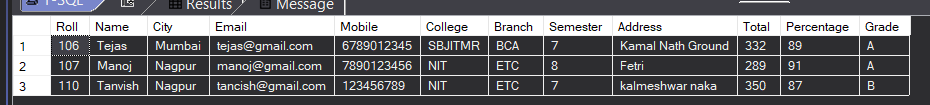 T-SQL Results Message
Roll Name City Email Mobile College Branch Semester Address Total Percentage Grade
1 106 Tejas Mumbai tejas@gmail.com 6789012345 SBJITMR BCA 7 Kamal Nath Ground 332 89 A
2 107 Manoj Nagpur manoj@gmail.com 7890123456 NIT ETC 8 Fetri 289 91 A
3 110 Tanvish Nagpur tancish@gmail.com 123456789 NIT ETC 7 kalmeshwar naka 350 87 B